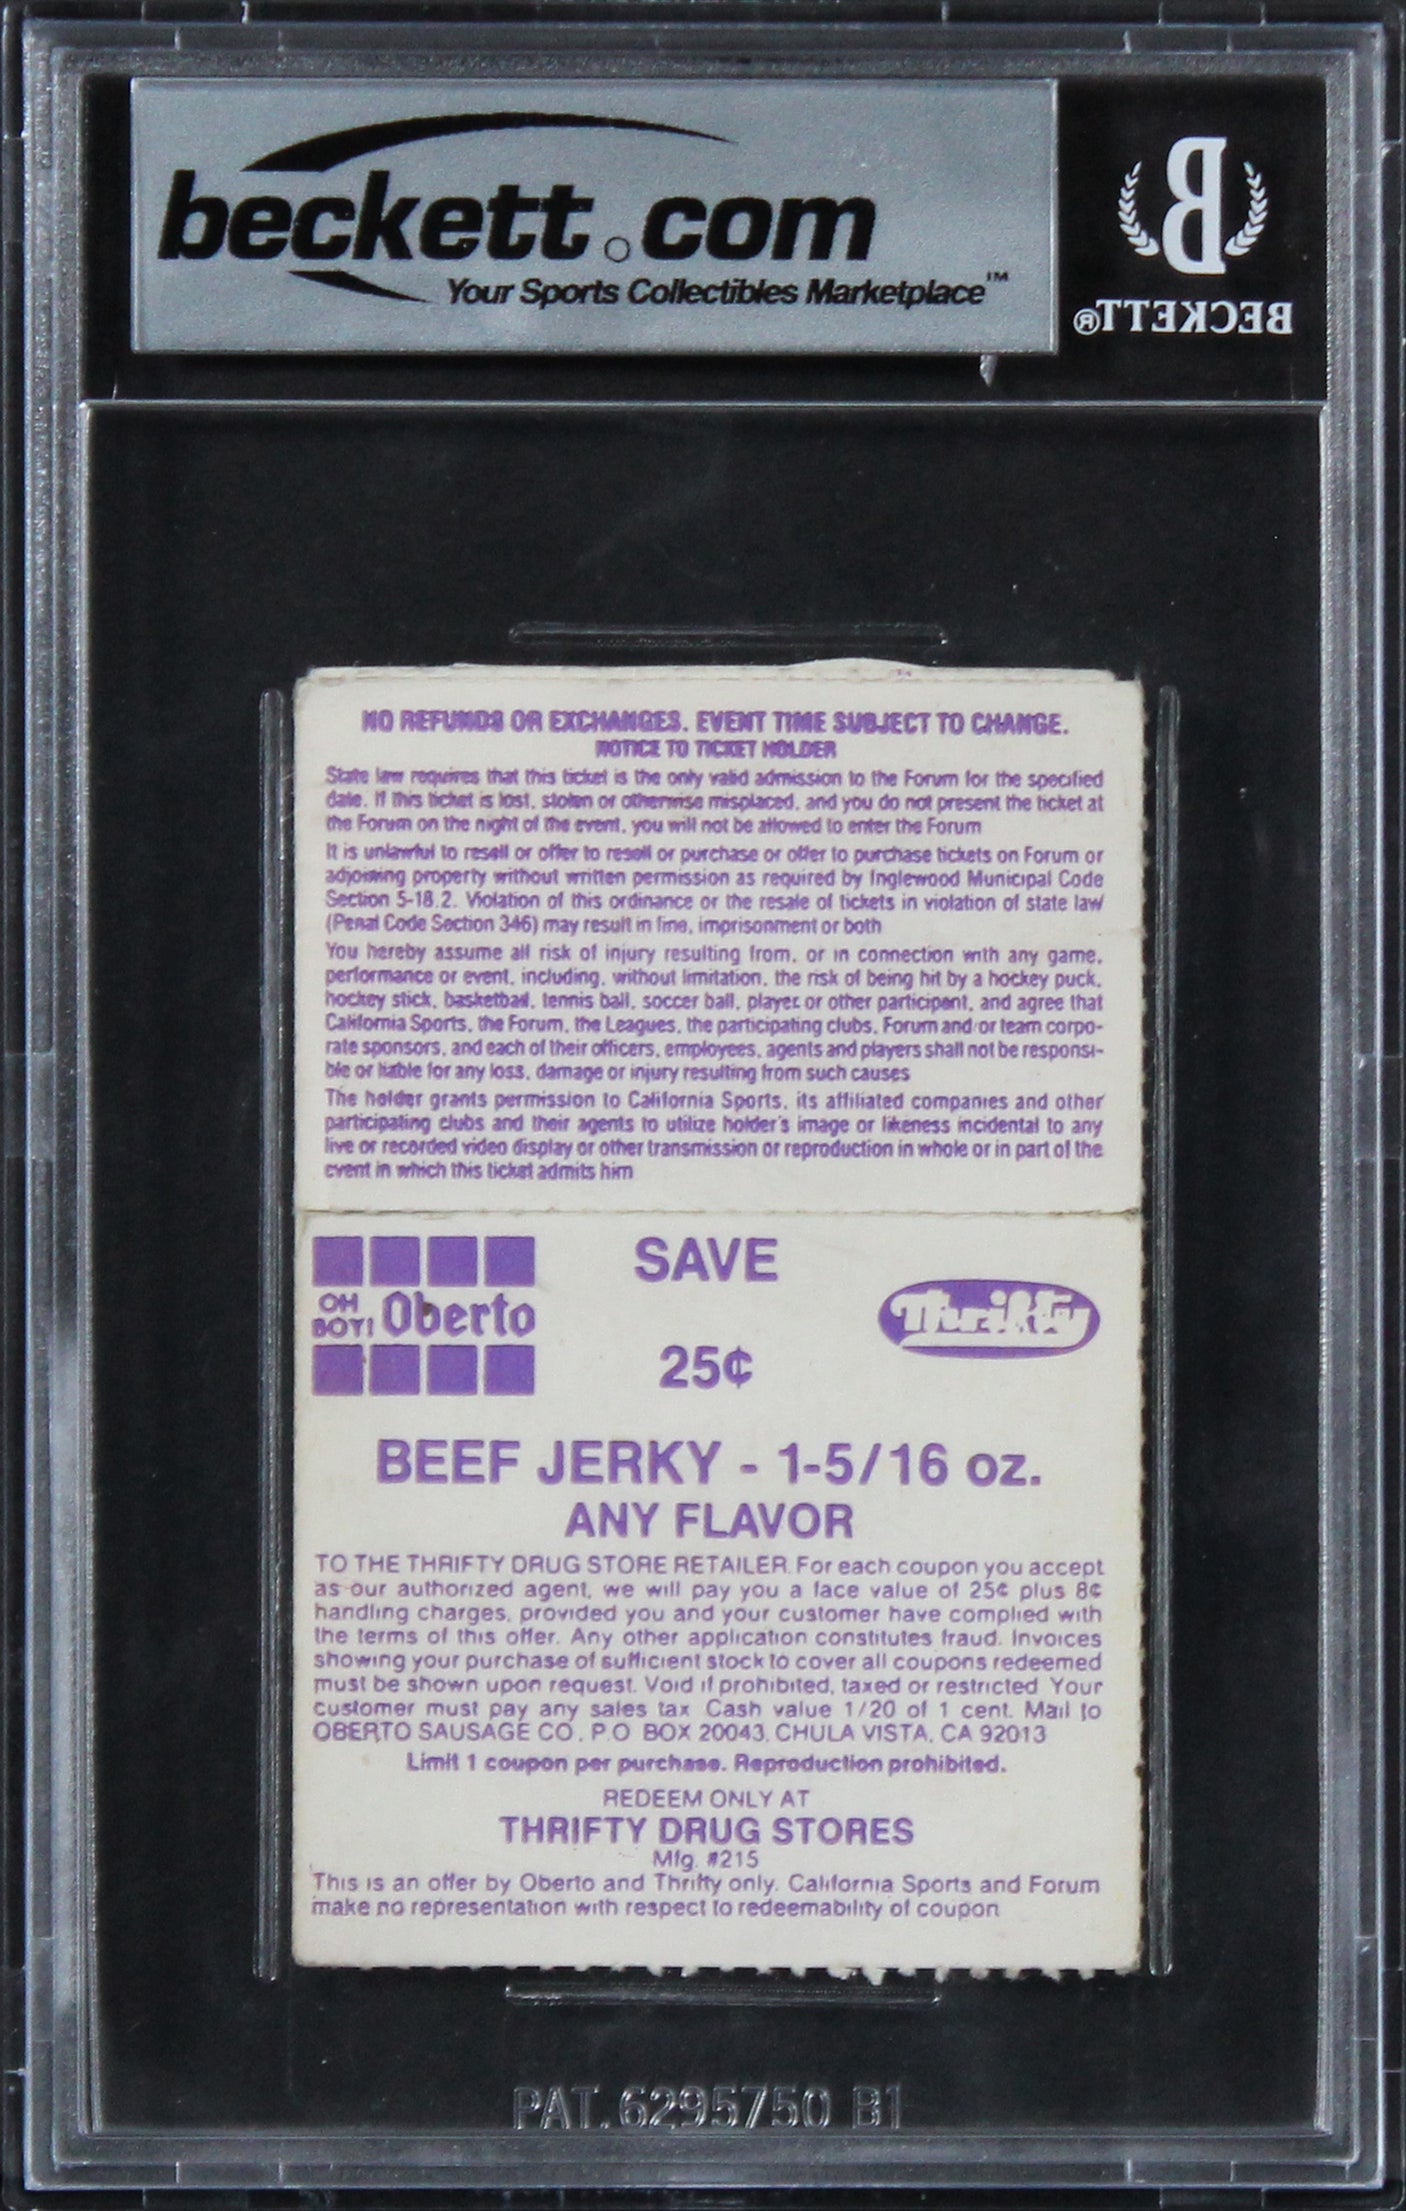 beckett.com
Your Sports Collectibles Marketplace™
BECKETT®
NO REFUNDS OR EXCHANGES. EVENT TIME SUBJECT TO CHANGE.
NOTICE TO TICKET HOLDER
State law requires that this ticket is the only valid admission to the Forum for the specified
date. If this ticket is lost, stolen or otherwise misplaced, and you do not present the ticket at
the Forum on the night of the event, you will not be allowed to enter the Forum
It is unlawful to resell or offer to resell or purchase or offer to purchase tickets on Forum or
adjoining property without written permission as required by Inglewood Municipal Code
Section 5-18.2. Violation of this ordinance or the resale of tickets in violation of state law
(Penal Code Section 346) may result in fine, imprisonment or both
You hereby assume all risk of injury resulting from, or in connection with any game,
performance or event, including, without limitation, the risk of being hit by a hockey puck,
hockey stick, basketball, tennis ball, soccer ball, player or other participant, and agree that
California Sports, the Forum, the Leagues, the participating clubs, Forum and/or team corpo-
rate sponsors, and each of their officers, employees, agents and players shall not be responsi-
ble or liable for any loss, damage or injury resulting from such causes
The holder grants permission to California Sports, its affiliated companies and other
participating clubs and their agents to utilize holder's image or likeness incidental to any
live or recorded video display or other transmission or reproduction in whole or in part of the
event in which this ticket admits him
OH BOY! Oberto
SAVE
25¢
Thrifty
BEEF JERKY - 1-5/16 oz.
ANY FLAVOR
TO THE THRIFTY DRUG STORE RETAILER. For each coupon you accept
as our authorized agent, we will pay you a face value of 25¢ plus 8¢
handling charges, provided you and your customer have complied with
the terms of this offer. Any other application constitutes fraud. Invoices
showing your purchase of sufficient stock to cover all coupons redeemed
must be shown upon request. Void if prohibited, taxed or restricted Your
customer must pay any sales tax Cash value 1/20 of 1 cent. Mail to
OBERTO SAUSAGE CO., P.O BOX 20043, CHULA VISTA, CA 92013
Limit 1 coupon per purchase. Reproduction prohibited.
REDEEM ONLY AT
THRIFTY DRUG STORES
Mfg. #215
This is an offer by Oberto and Thrifty only. California Sports and Forum
make no representation with respect to redeemability of coupon
PAT. 6295750 B1